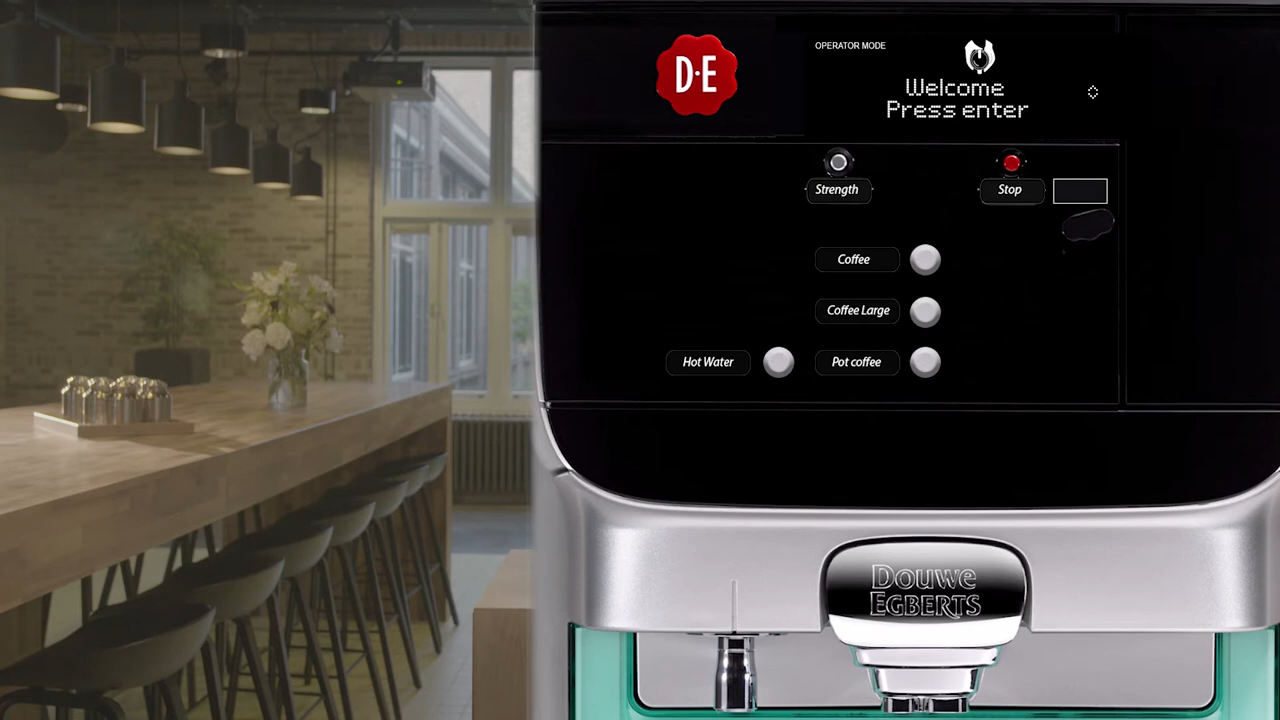 D·E
OPERATOR MODE
Welcome
Press enter
Strength
Stop
Coffee
Coffee Large
Hot Water
Pot coffee
Douwe
EGBERTS